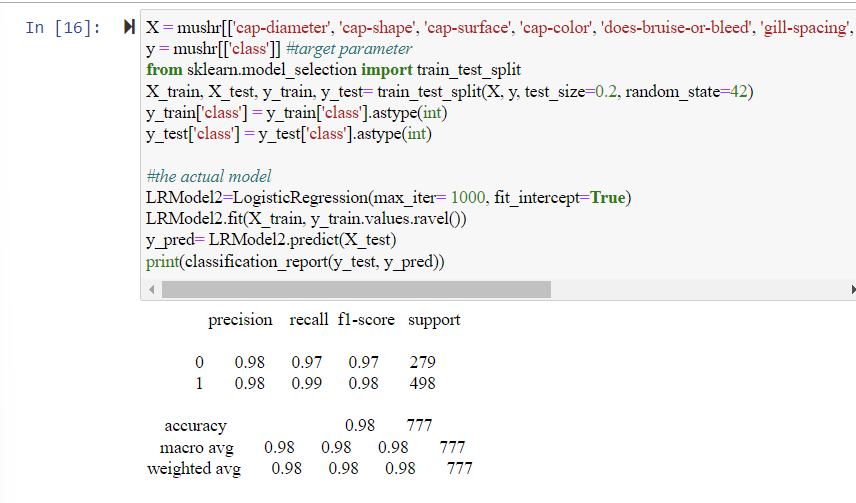 In [16]:
X = mushr[['cap-diameter', 'cap-shape', 'cap-surface', 'cap-color', 'does-bruise-or-bleed', 'gill-spacing',
y = mushr[['class']] #target parameter
from sklearn.model_selection import train_test_split
X_train, X_test, y_train, y_test= train_test_split(X, y, test_size=0.2, random_state=42)
y_train['class'] = y_train['class'].astype(int)
y_test['class'] = y_test['class'].astype(int)
#the actual model
LRModel2=LogisticRegression(max_iter= 1000, fit_intercept=True)
LRModel2.fit(X_train, y_train.values.ravel())
y_pred= LRModel2.predict(X_test)
print(classification_report(y_test, y_pred))
precision recall f1-score support
0 0.98 0.97 0.97 279
1 0.98 0.99 0.98 498
accuracy 0.98 777
macro avg 0.98 0.98 0.98 777
weighted avg 0.98 0.98 0.98 777